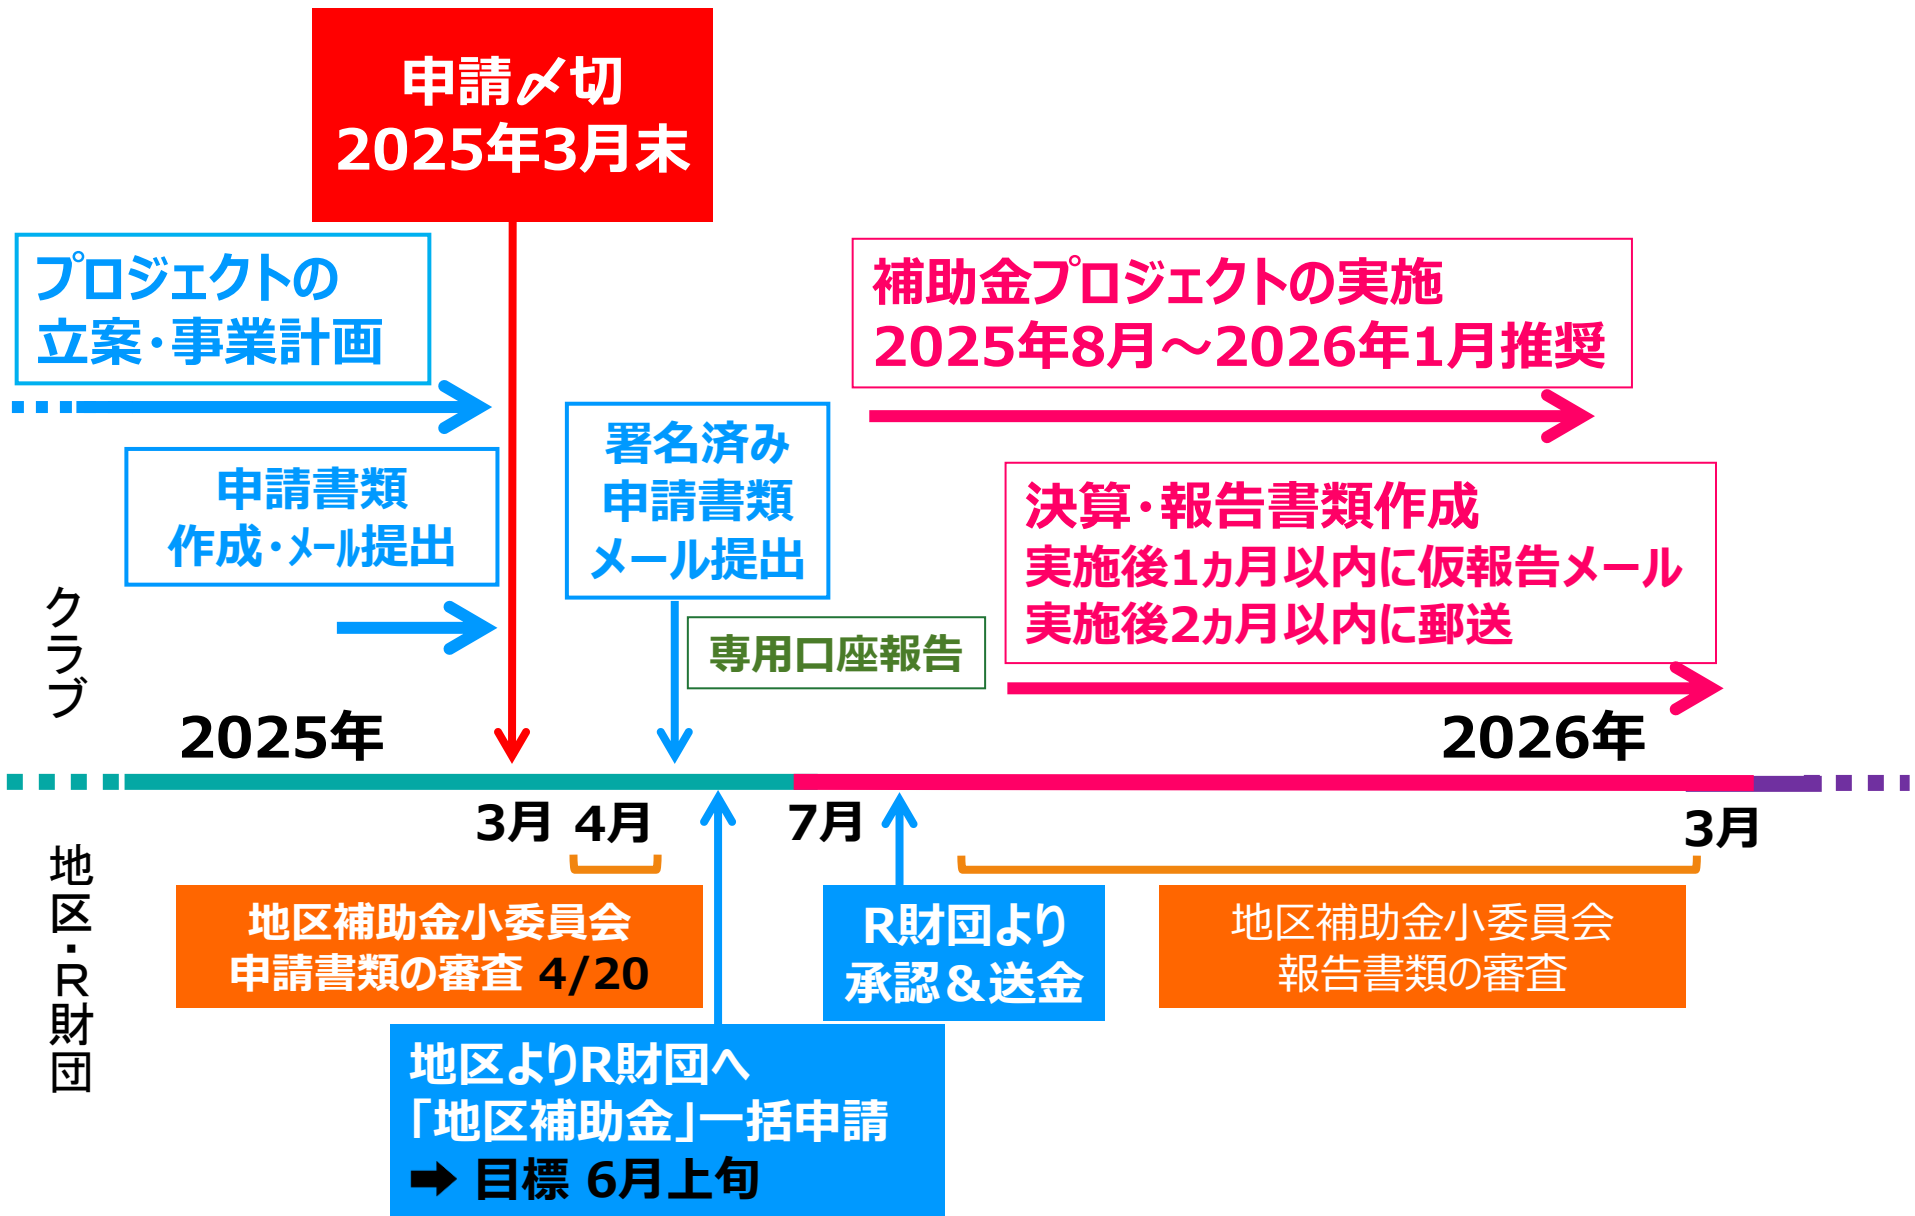 申請〆切
2025年3月末
プロジェクトの
立案・事業計画
申請書類
作成・ﾒｰﾙ提出
署名済み
申請書類
メール提出
専用口座報告
補助金プロジェクトの実施
2025年8月～2026年1月推奨
決算・報告書類作成
実施後1ヵ月以内に仮報告メール
実施後2ヵ月以内に郵送
クラブ
2025年
2026年
3月
4月
7月
3月
地区・R財団
地区補助金小委員会
申請書類の審査 4/20
R財団より
承認＆送金
地区補助金小委員会
報告書類の審査
地区よりR財団へ
「地区補助金」一括申請
➡ 目標 6月上旬